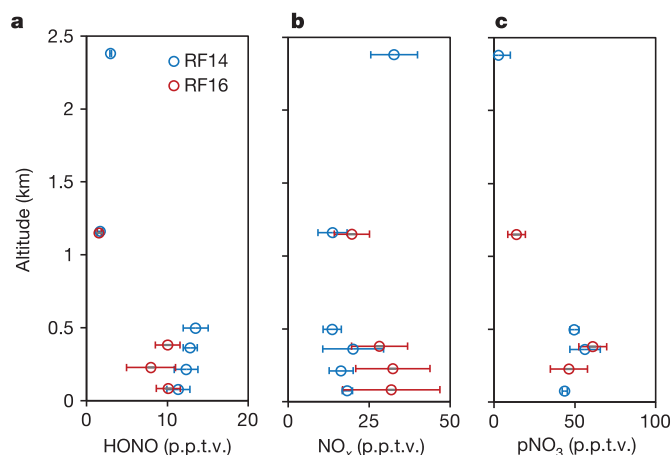 a b c
2.5
2
1.5
1
0.5
0
Altitude (km)
RF14
RF16
0 10 20
HONO (p.p.t.v.)
0 25 50
NOx (p.p.t.v.)
0 50 100
pNO3 (p.p.t.v.)